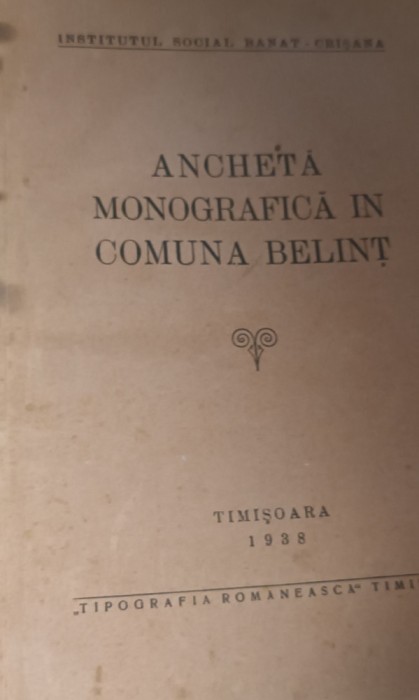 INSTITUTUL SOCIAL BANAT-CRIŞANA
ANCHETĂ
MONOGRAFICĂ IN
COMUNA BELINŢ
TIMIŞOARA
1938
„TIPOGRAFIA ROMÂNEASCĂ“ TIMI